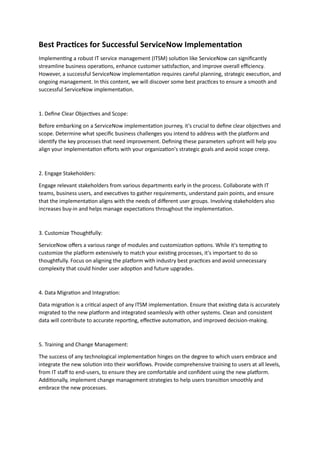 Best Practices for Successful ServiceNow Implementation
Implementing a robust IT service management (ITSM) solution like ServiceNow can significantly
streamline business operations, enhance customer satisfaction, and improve overall efficiency.
However, a successful ServiceNow implementation requires careful planning, strategic execution, and
ongoing management. In this content, we will discover some best practices to ensure a smooth and
successful ServiceNow implementation.
1. Define Clear Objectives and Scope:
Before embarking on a ServiceNow implementation journey, it's crucial to define clear objectives and
scope. Determine what specific business challenges you intend to address with the platform and
identify the key processes that need improvement. Defining these parameters upfront will help you
align your implementation efforts with your organization's strategic goals and avoid scope creep.
2. Engage Stakeholders:
Engage relevant stakeholders from various departments early in the process. Collaborate with IT
teams, business users, and executives to gather requirements, understand pain points, and ensure
that the implementation aligns with the needs of different user groups. Involving stakeholders also
increases buy-in and helps manage expectations throughout the implementation.
3. Customize Thoughtfully:
ServiceNow offers a various range of modules and customization options. While it's tempting to
customize the platform extensively to match your existing processes, it's important to do so
thoughtfully. Focus on aligning the platform with industry best practices and avoid unnecessary
complexity that could hinder user adoption and future upgrades.
4. Data Migration and Integration:
Data migration is a critical aspect of any ITSM implementation. Ensure that existing data is accurately
migrated to the new platform and integrated seamlessly with other systems. Clean and consistent
data will contribute to accurate reporting, effective automation, and improved decision-making.
5. Training and Change Management:
The success of any technological implementation hinges on the degree to which users embrace and
integrate the new solution into their workflows. Provide comprehensive training to users at all levels,
from IT staff to end-users, to ensure they are comfortable and confident using the new platform.
Additionally, implement change management strategies to help users transition smoothly and
embrace the new processes.